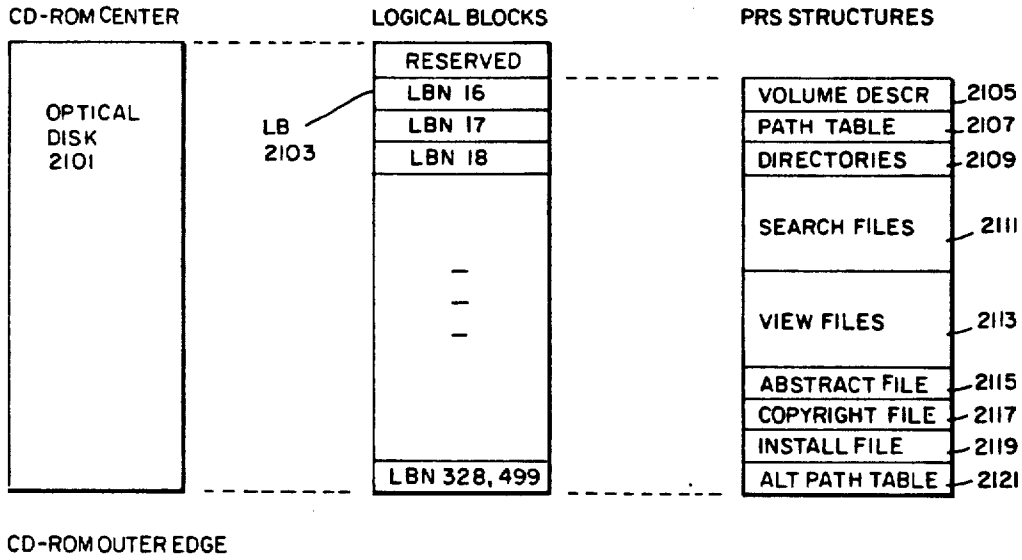 CD-ROM CENTER
OPTICAL
DISK
2101
CD-ROM OUTER EDGE
LOGICAL BLOCKS
RESERVED
LBN 16
LBN 17
LBN 18
LBN 328,499
LB
2103
PRS STRUCTURES
VOLUME DESCR 2105
PATH TABLE 2107
DIRECTORIES 2109
SEARCH FILES 2111
VIEW FILES 2113
ABSTRACT FILE 2115
COPYRIGHT FILE 2117
INSTALL FILE 2119
ALT PATH TABLE 2121